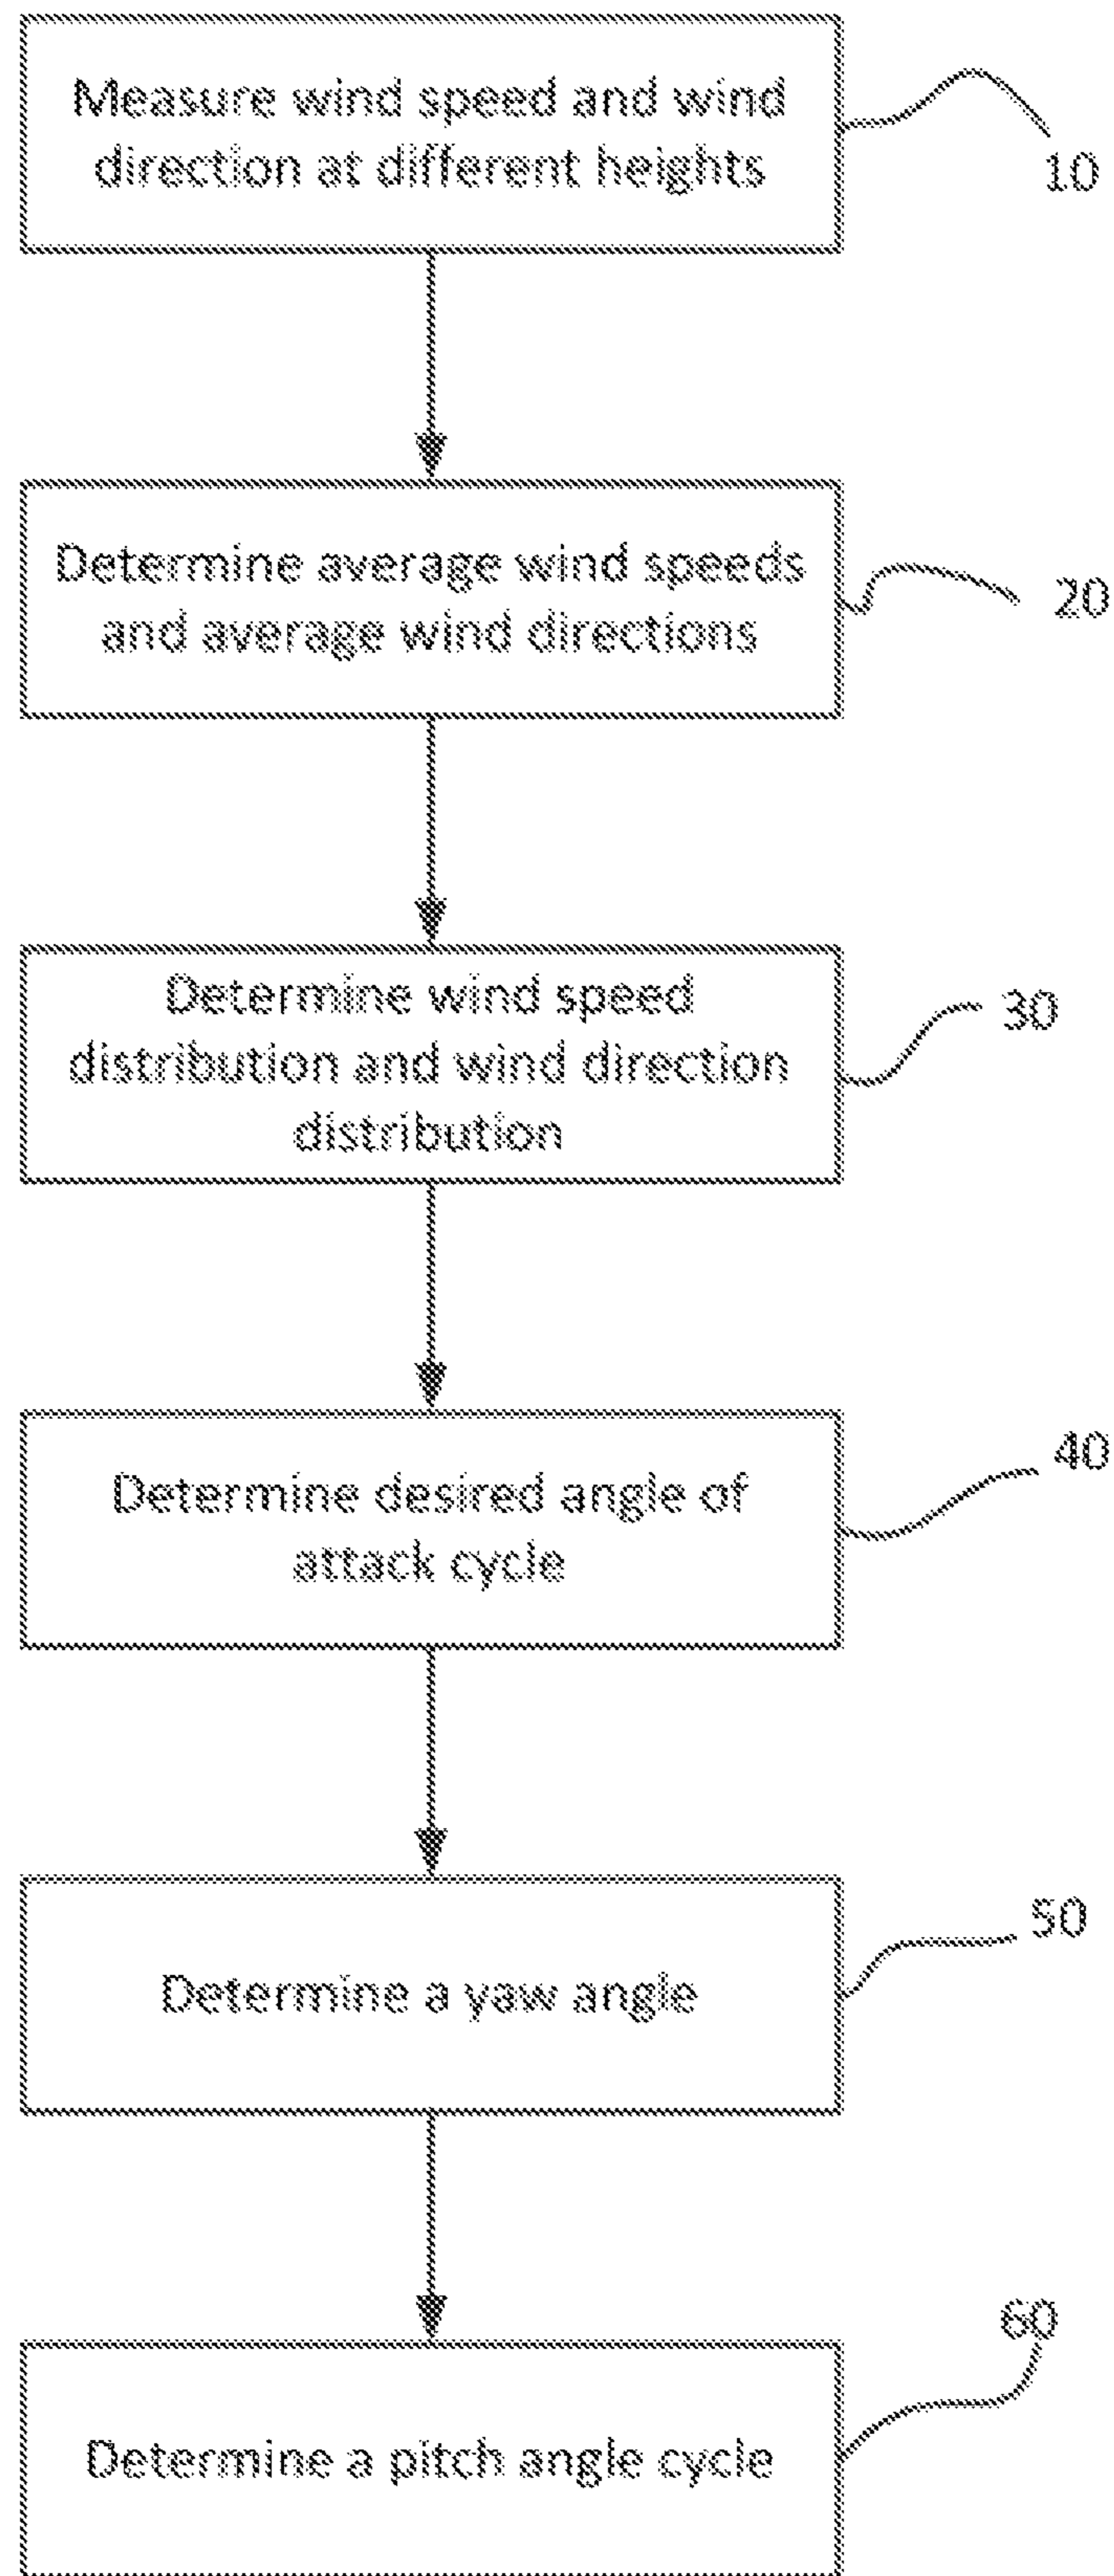 Measure wind speed and wind
direction at different heights
10
Determine average wind speeds
and average wind directions
20
Determine wind speed
distribution and wind direction
distribution
30
Determine desired angle of
attack cycle
40
Determine a yaw angle
50
Determine a pitch angle cycle
60